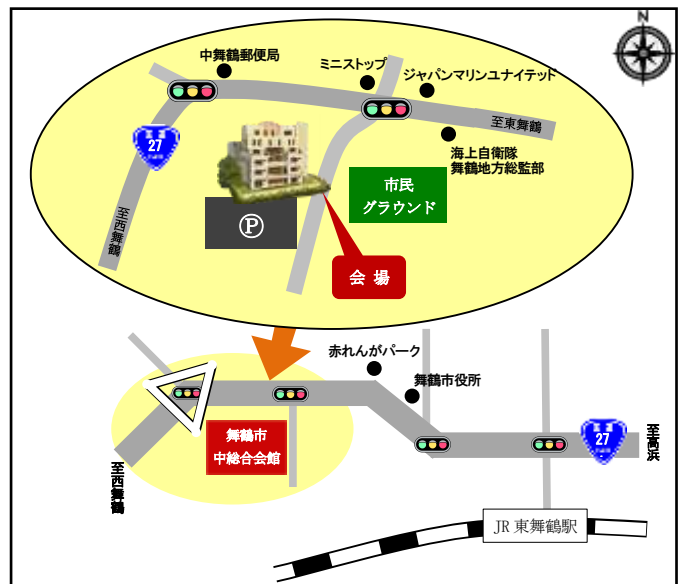 N
中舞鶴郵便局
ミニストップ
ジャパンマリンユナイテッド
至東舞鶴
27
海上自衛隊
舞鶴地方総監部
市民
グラウンド
至西舞鶴
P
会場
赤れんがパーク
舞鶴市役所
舞鶴市
中総合会館
27
至高浜
至西舞鶴
JR 東舞鶴駅